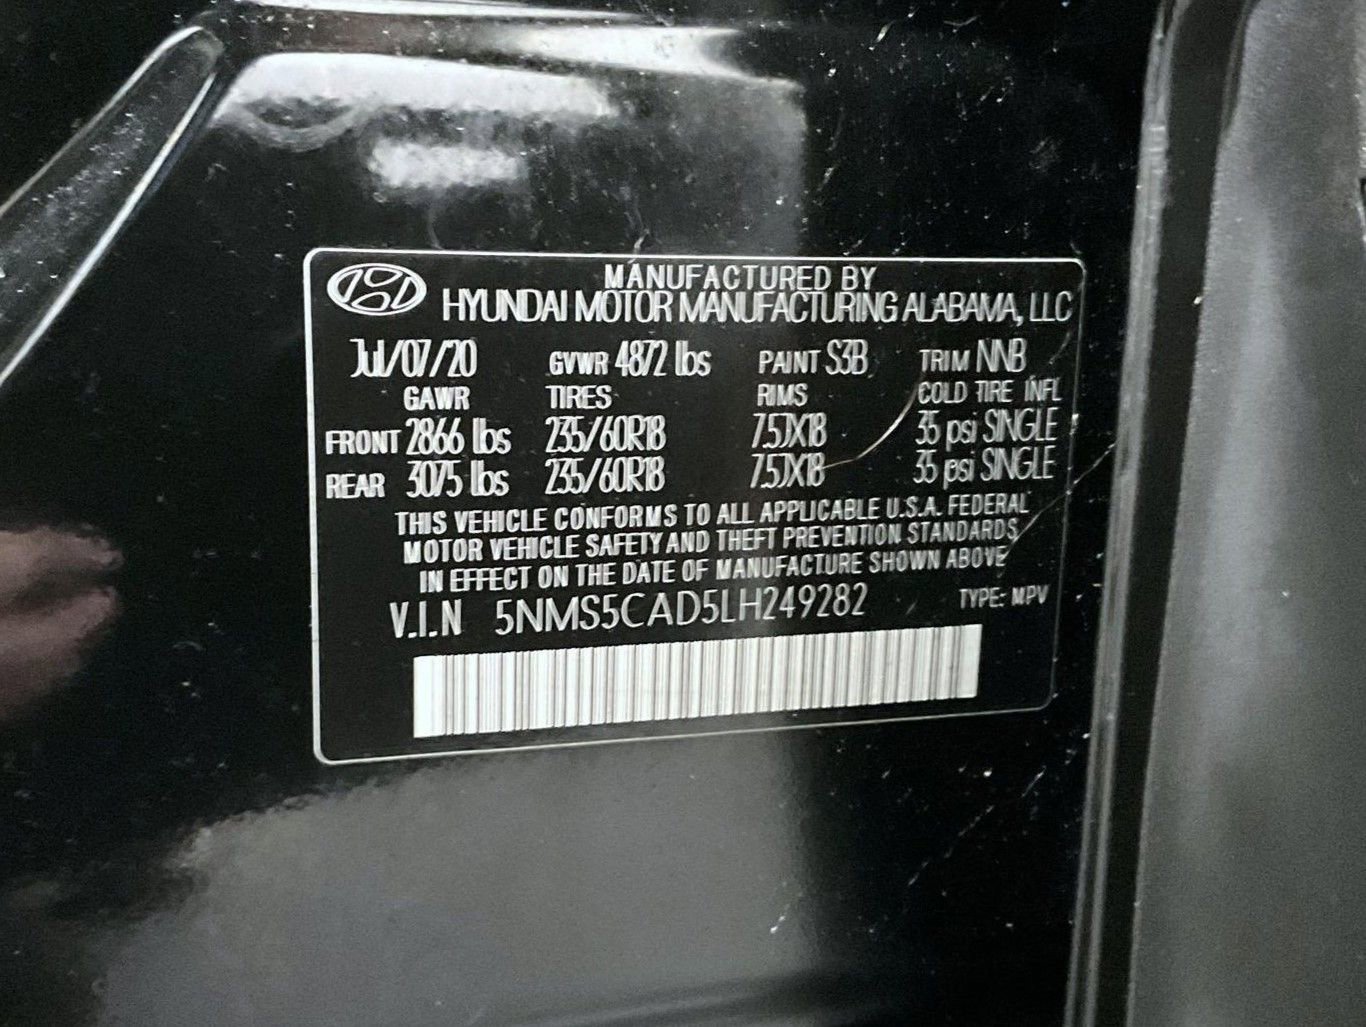 MANUFACTURED BY
HYUNDAI MOTOR MANUFACTURING ALABAMA, LLC
Jul/07/20 GVWR 4872 lbs PAINT S3B TRIM NNB
GAWR TIRES RIMS COLD TIRE INFL
FRONT 2866 lbs 235/60R18 7.5JX18 35 psi SINGLE
REAR 3075 lbs 235/60R18 7.5JX18 35 psi SINGLE
THIS VEHICLE CONFORMS TO ALL APPLICABLE U.S.A. FEDERAL
MOTOR VEHICLE SAFETY AND THEFT PREVENTION STANDARDS
IN EFFECT ON THE DATE OF MANUFACTURE SHOWN ABOVE
V.I.N 5NMS5CAD5LH249282 TYPE: MPV